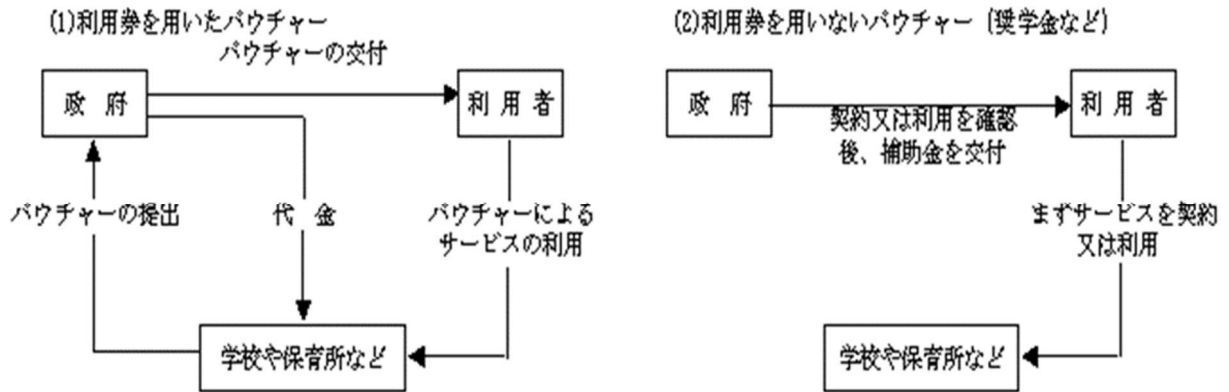 (1)利用券を用いたバウチャー
バウチャーの交付
政府
利用者
バウチャーの提出
代金
バウチャーによる
サービスの利用
学校や保育所など
(2)利用券を用いないバウチャー (奨学金など)
政府
利用者
契約又は利用を確認
後、補助金を交付
まずサービスを契約
又は利用
学校や保育所など